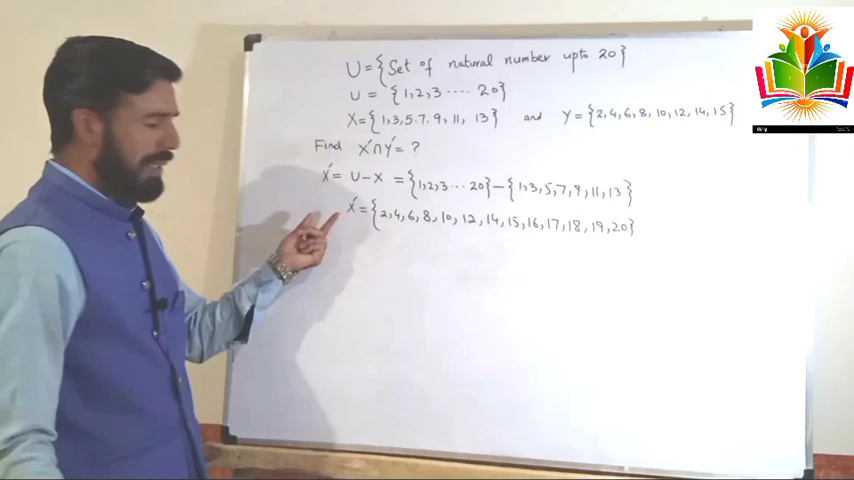 U = {Set of natural number upto 20}
U = {1,2,3 .... 20}
X = {1,3,5.7.9,11,13} and Y = {2,4,6,8,10,12,14,15}
Find X′∩Y′ = ?
X′ = U - X = {1,2,3 ... 20} - {1,3,5,7,9,11,13}
X′ = {2,4,6,8,10,12,14,15,16,17,18,19,20}